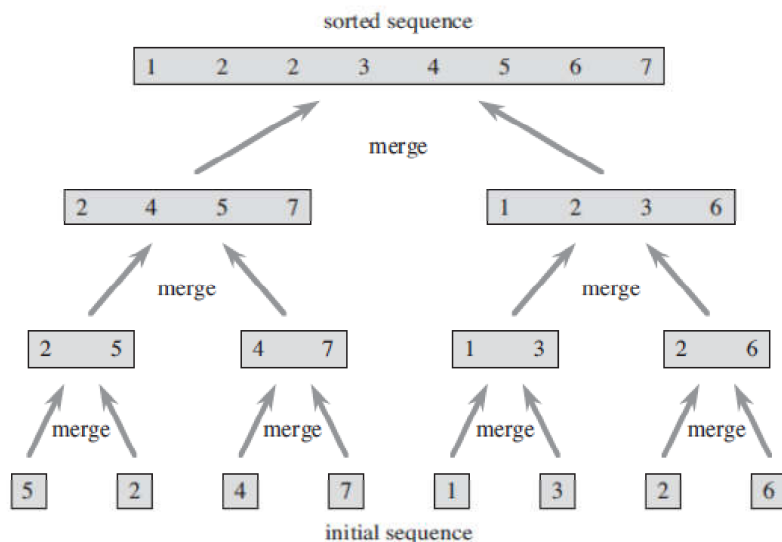 sorted sequence
1 2 2 3 4 5 6 7
merge
2 4 5 7 1 2 3 6
merge merge
2 5 4 7 1 3 2 6
merge merge merge merge
5 2 4 7 1 3 2 6
initial sequence